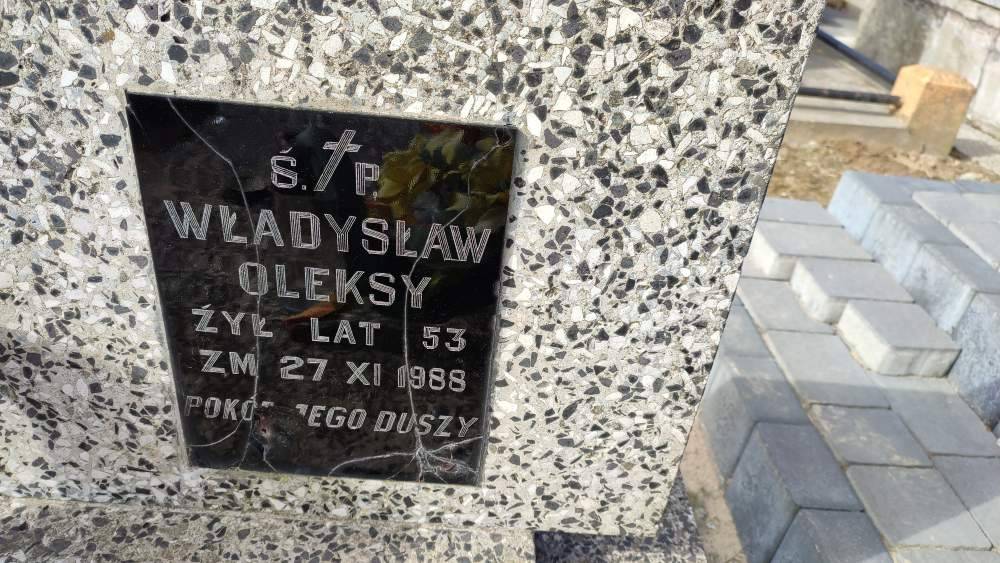 Ś. P.
WŁADYSŁAW
OLEKSY
ŻYŁ LAT 53
ZM 27 XI 1988
JEGO DUSZY